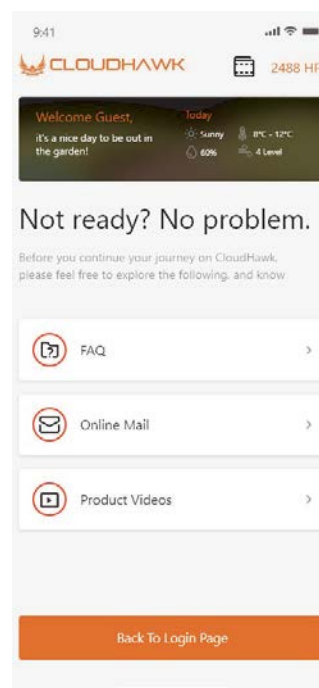 9:41
CLOUDHAWK
2488 HP
Welcome Guest,
it's a nice day to be out in
the garden!
Today
Sunny
8°C - 12°C
60%
4 Level
Not ready? No problem.
Before you continue your journey on CloudHawk,
please feel free to explore the following, and know
FAQ
Online Mail
Product Videos
Back To Login Page